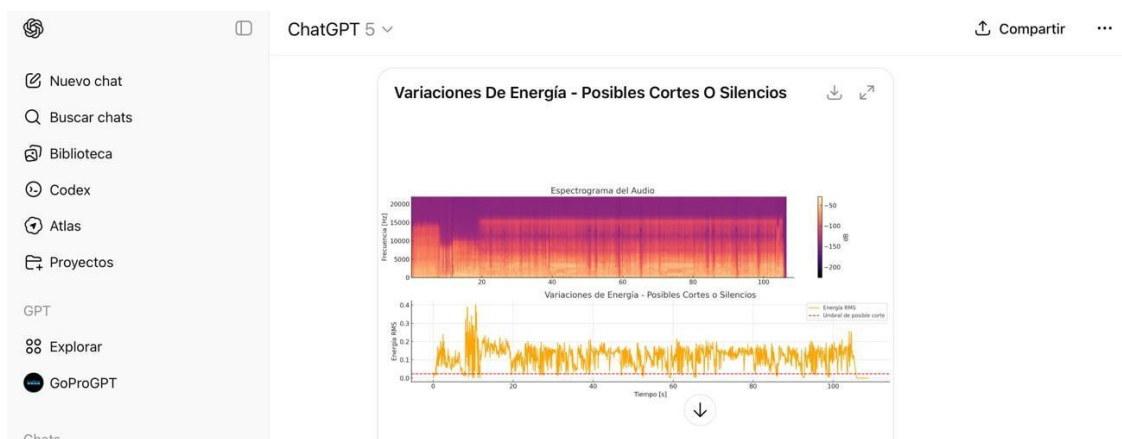 ChatGPT 5
Compartir
Nuevo chat
Buscar chats
Biblioteca
Codex
Atlas
Proyectos
GPT
Explorar
GoProGPT
Chats
Variaciones De Energía - Posibles Cortes O Silencios
Espectrograma del Audio
Frecuencia [Hz]
20000
15000
10000
5000
0
20
40
60
80
100
−50
−100
−150
−200
dB
Variaciones de Energía - Posibles Cortes o Silencios
Energía RMS
Umbral de posible corte
Energía RMS
0.4
0.3
0.2
0.1
0.0
0
20
40
60
80
100
Tiempo [s]